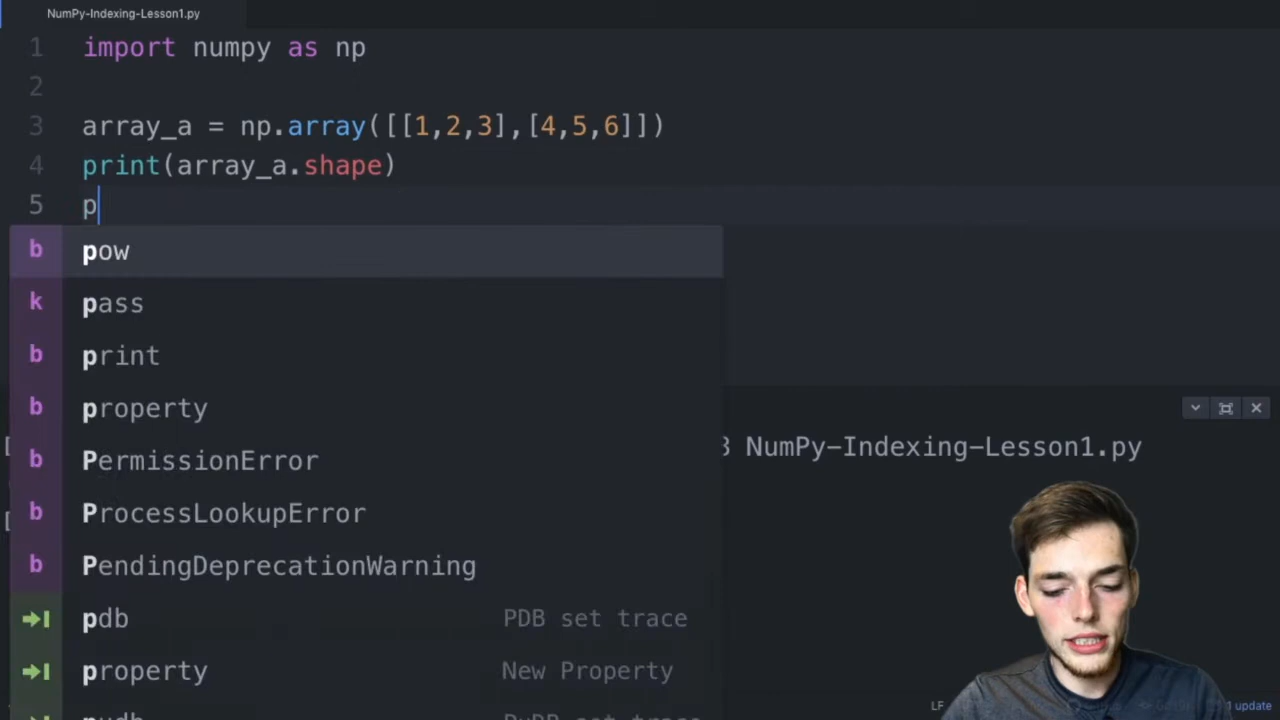 NumPy-Indexing-Lesson1.py
1 import numpy as np
2
3 array_a = np.array([[1,2,3],[4,5,6]])
4 print(array_a.shape)
5 p
b pow
k pass
b print
b property
b PermissionError
b ProcessLookupError
b PendingDeprecationWarning
pdb PDB set trace
property New Property
NumPy-Indexing-Lesson1.py
LF
1 update